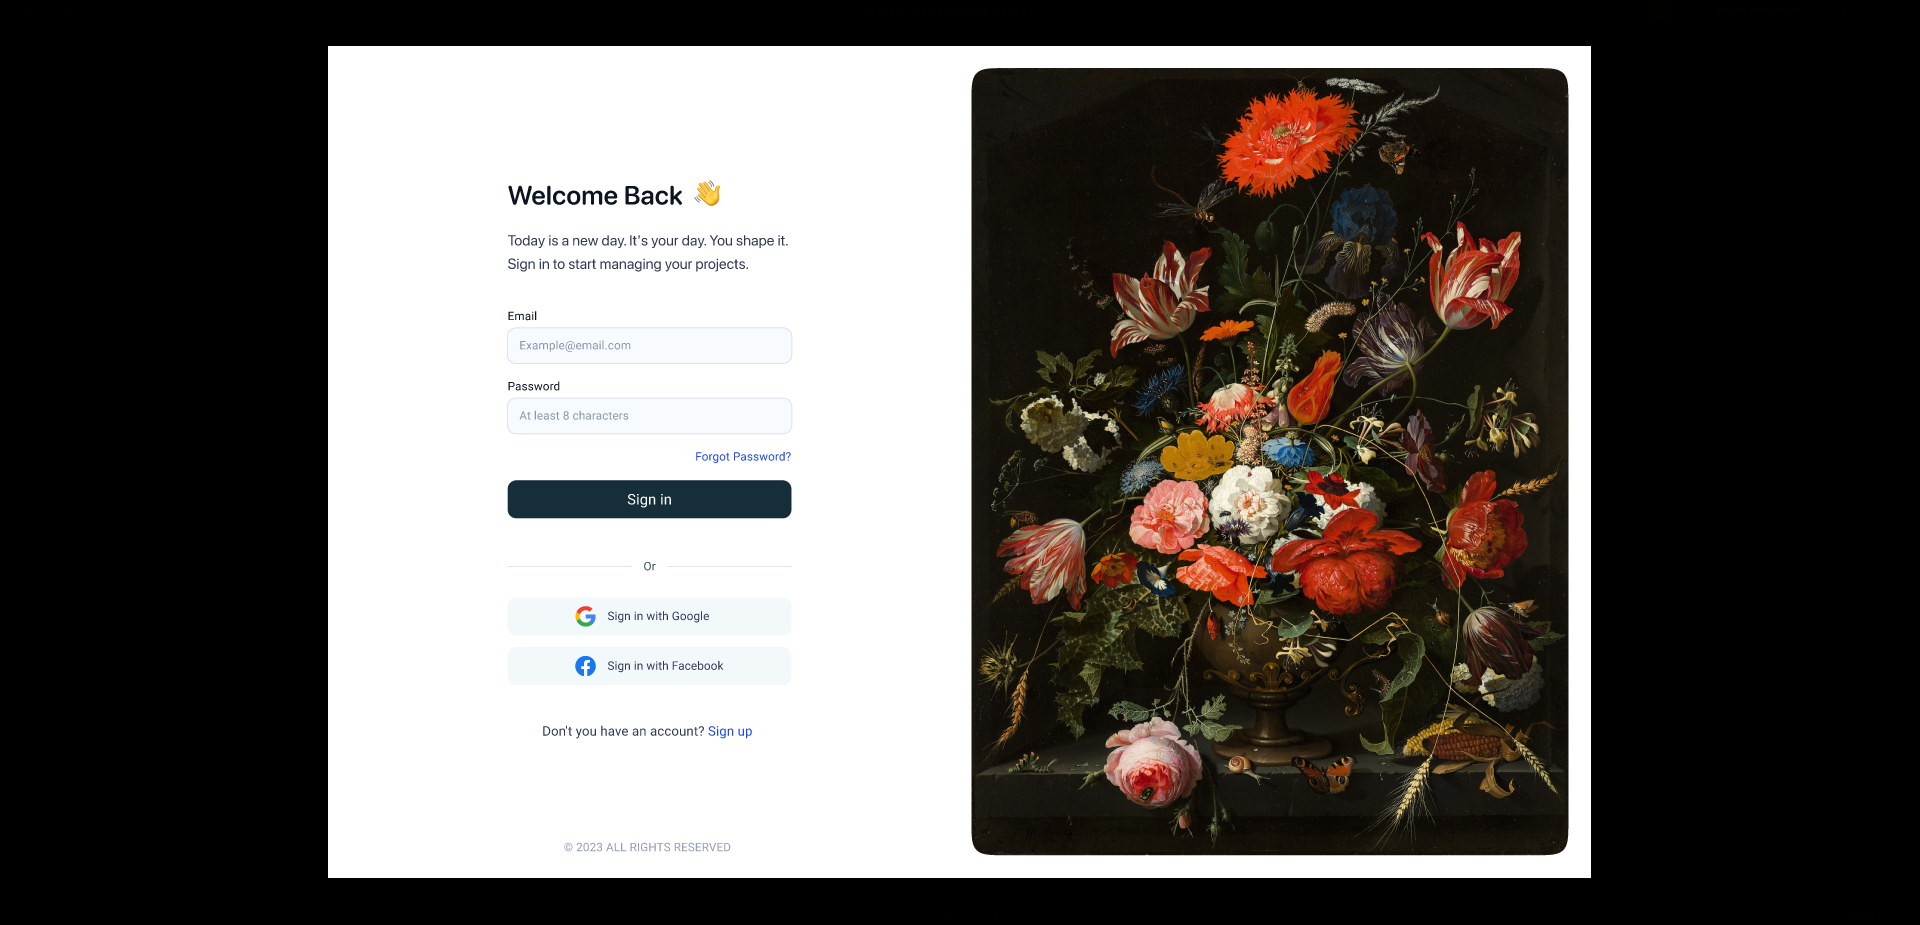 Welcome Back 👋
Today is a new day. It's your day. You shape it.
Sign in to start managing your projects.
Email
Example@email.com
Password
At least 8 characters
Forgot Password?
Sign in
Or
Sign in with Google
Sign in with Facebook
Don't you have an account? Sign up
© 2023 ALL RIGHTS RESERVED